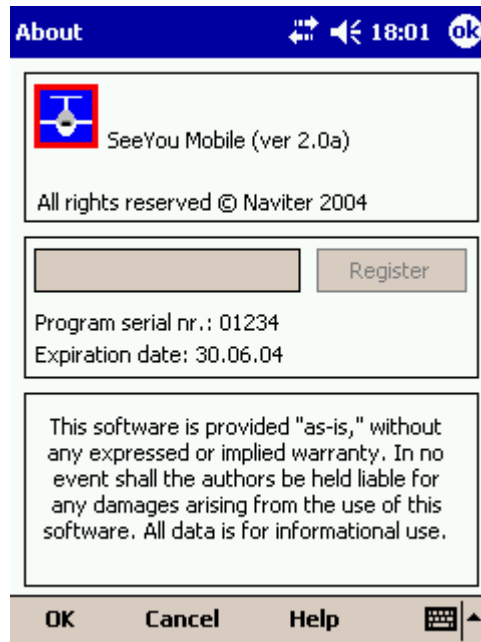 About 18:01 ok
SeeYou Mobile (ver 2.0a)
All rights reserved © Naviter 2004
Register
Program serial nr.: 01234
Expiration date: 30.06.04
This software is provided "as-is," without
any expressed or implied warranty. In no
event shall the authors be held liable for
any damages arising from the use of this
software. All data is for informational use.
OK Cancel Help